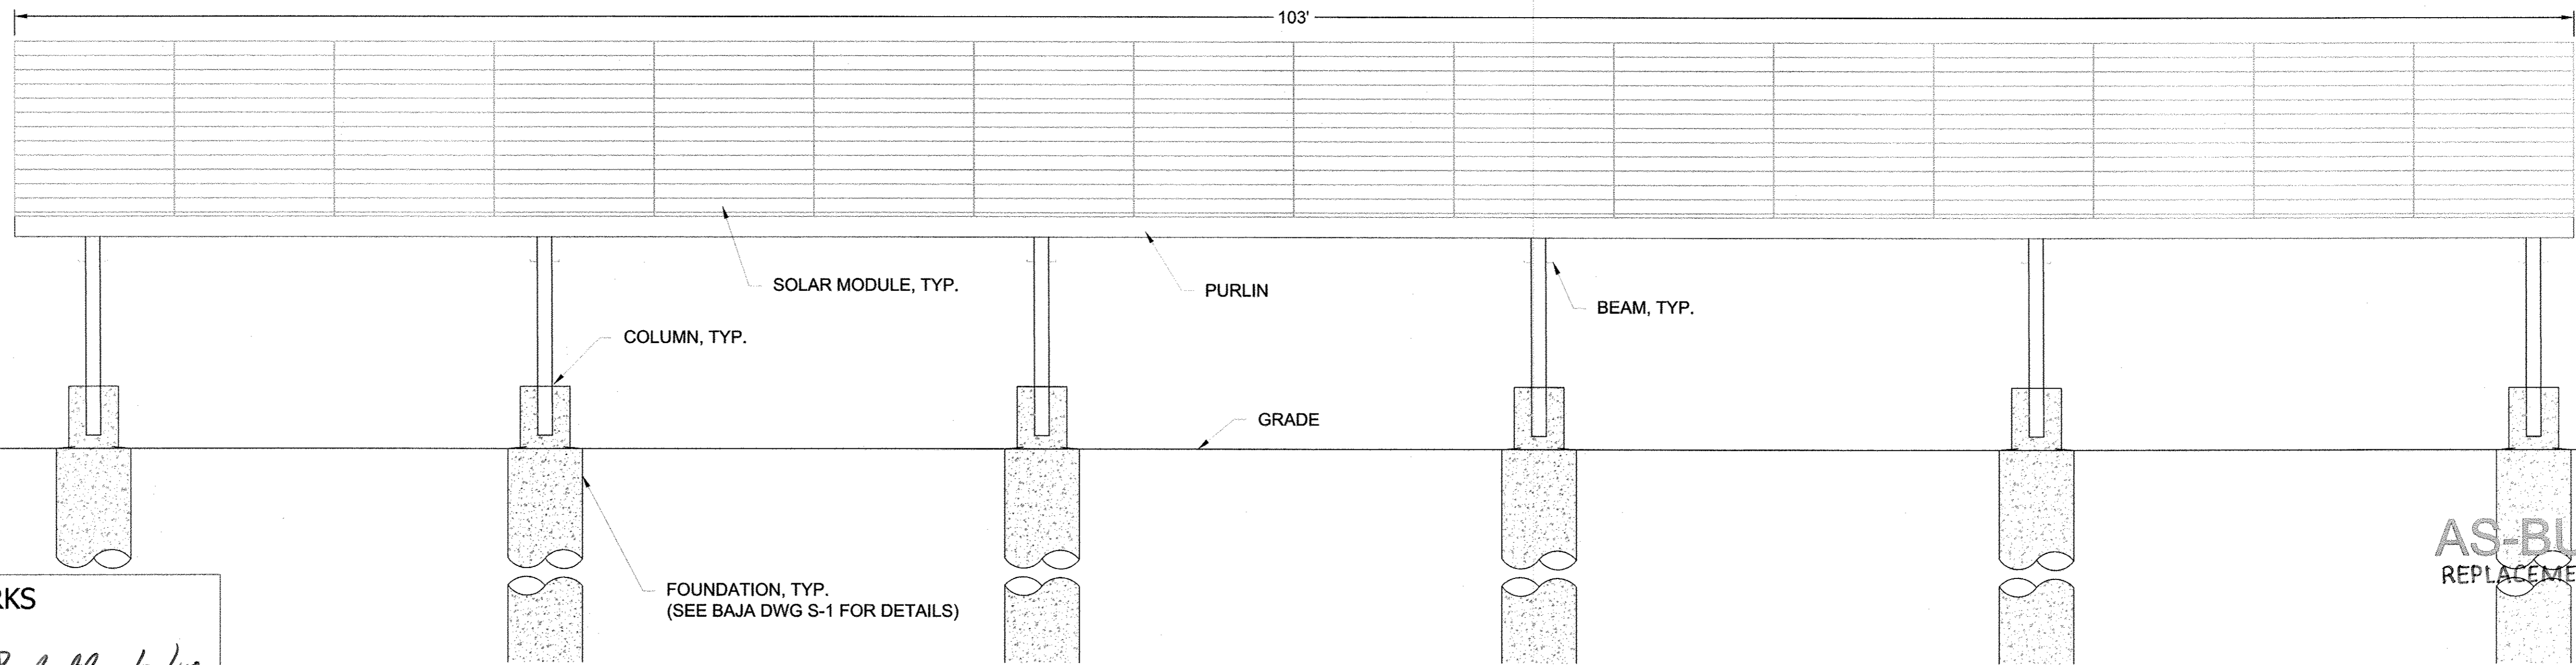 103'
SOLAR MODULE, TYP.
PURLIN
BEAM, TYP.
COLUMN, TYP.
GRADE
AS-BU
REPLACEME
FOUNDATION, TYP.
(SEE BAJA DWG S-1 FOR DETAILS)
RKS